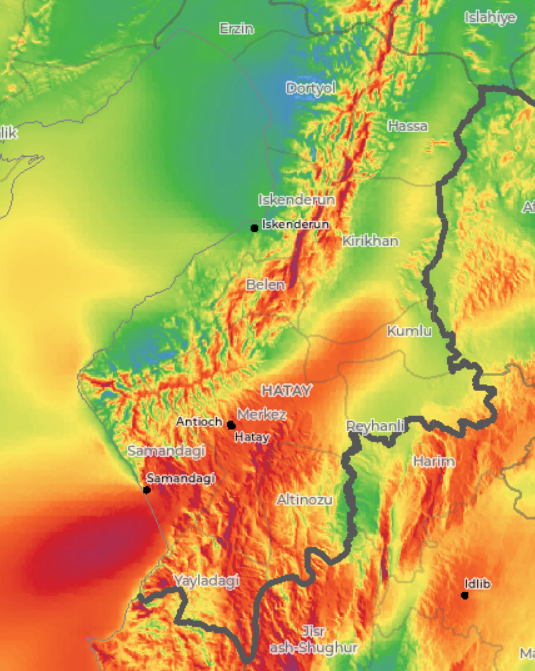 Islahiye
Erzin
Dortyol
Hassa
lik
Af
Iskenderun
Iskenderun
Kirikhan
Belen
Kumlu
HATAY
Antioch
Merkez
Hatay
Reyhanli
Samandagi
Harim
Samandagi
Altinozu
Yayladagi
Idlib
Jisr
ash-Shughur
Ma